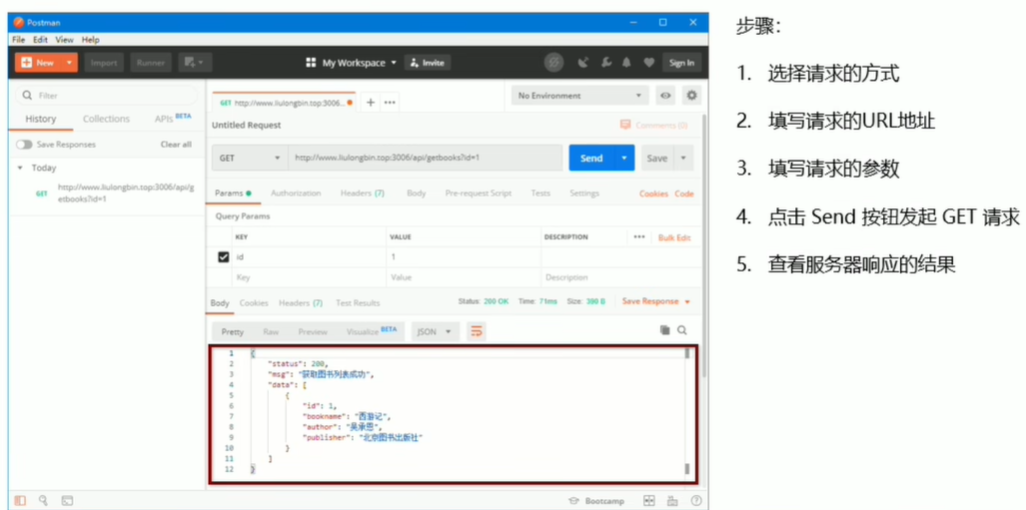 Postman
File Edit View Help
New Import Runner My Workspace Invite Sign In
Filter
History Collections APIs BETA
Save Responses Clear all
Today
GET http://www.liulongbin.top:3006/api/getbooks?id=1
GET http://www.liulongbin.top:3006... No Environment
Untitled Request Comments (0)
GET http://www.liulongbin.top:3006/api/getbooks?id=1 Send Save
Params Authorization Headers (7) Body Pre-request Script Tests Settings Cookies Code
Query Params
KEY VALUE DESCRIPTION Bulk Edit
id 1
Key Value Description
Body Cookies Headers (7) Test Results Status: 200 OK Time: 71ms Size: 390 B Save Response
Pretty Raw Preview Visualize BETA JSON
1 {
2 "status": 200,
3 "msg": "获取图书列表成功",
4 "data": [
5 {
6 "id": 1,
7 "bookname": "西游记",
8 "author": "吴承恩",
9 "publisher": "北京图书出版社"
10 }
11 ]
12 }
Bootcamp
步骤：
1. 选择请求的方式
2. 填写请求的URL地址
3. 填写请求的参数
4. 点击 Send 按钮发起 GET 请求
5. 查看服务器响应的结果